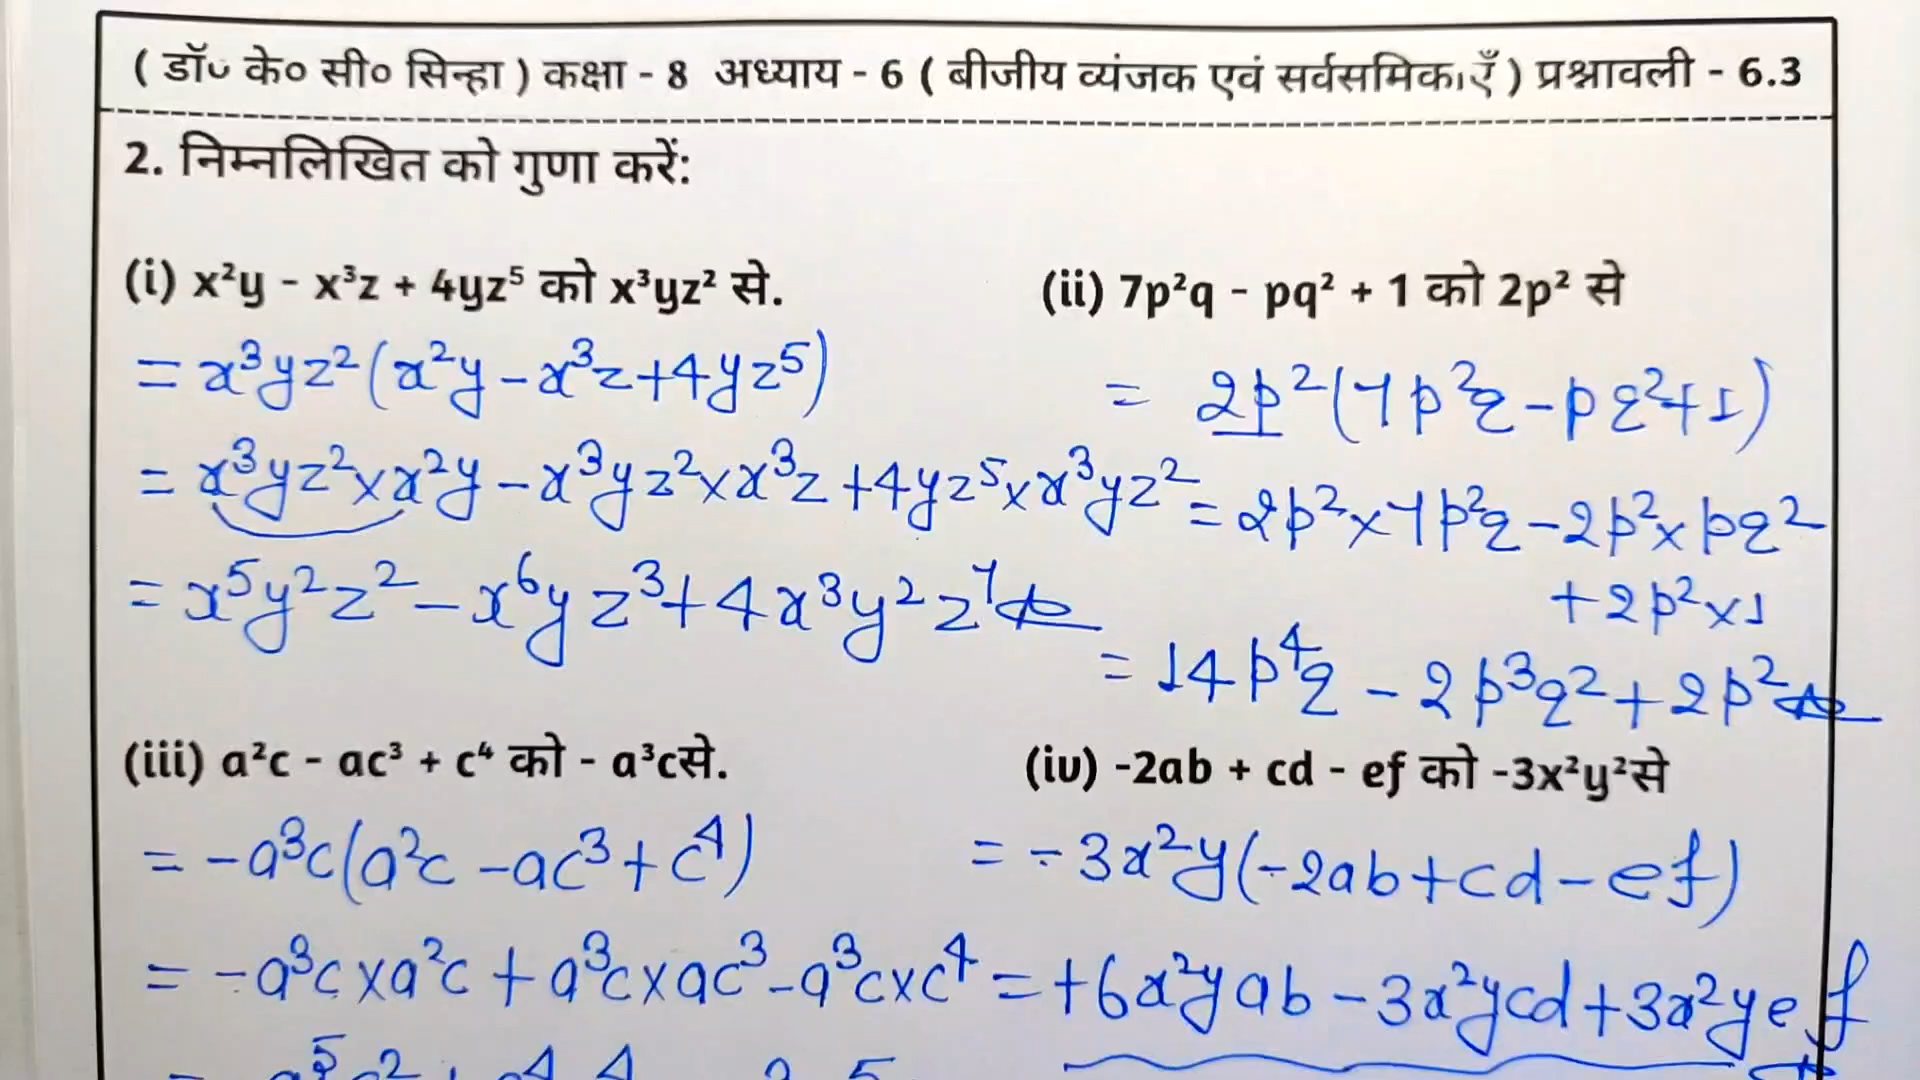 ( डॉ० के० सी० सिन्हा ) कक्षा - 8 अध्याय - 6 ( बीजीय व्यंजक एवं सर्वसमिकाएँ ) प्रश्नावली - 6.3
2. निम्नलिखित को गुणा करें:
(i) x²y - x³z + 4yz⁵ को x³yz² से.
= x³yz²(x²y - x³z + 4yz⁵)
= x³yz² × x²y - x³yz² × x³z + 4yz⁵ × x³yz²
= x⁵y²z² - x⁶yz³ + 4x³y²z⁷
(ii) 7p²q - pq² + 1 को 2p² से
= 2p²(7p²q - pq² + 1)
= 2p² × 7p²q - 2p² × pq²
+ 2p² × 1
= 14p⁴q - 2p³q² + 2p²
(iii) a²c - ac³ + c⁴ को - a³cसे.
= -a³c(a²c - ac³ + c⁴)
= -a³c × a²c + a³c × ac³ - a³c × c⁴
(iv) -2ab + cd - ef को -3x²y²से
= -3x²y(-2ab + cd - ef)
= +6x²yab - 3x²ycd + 3x²yef